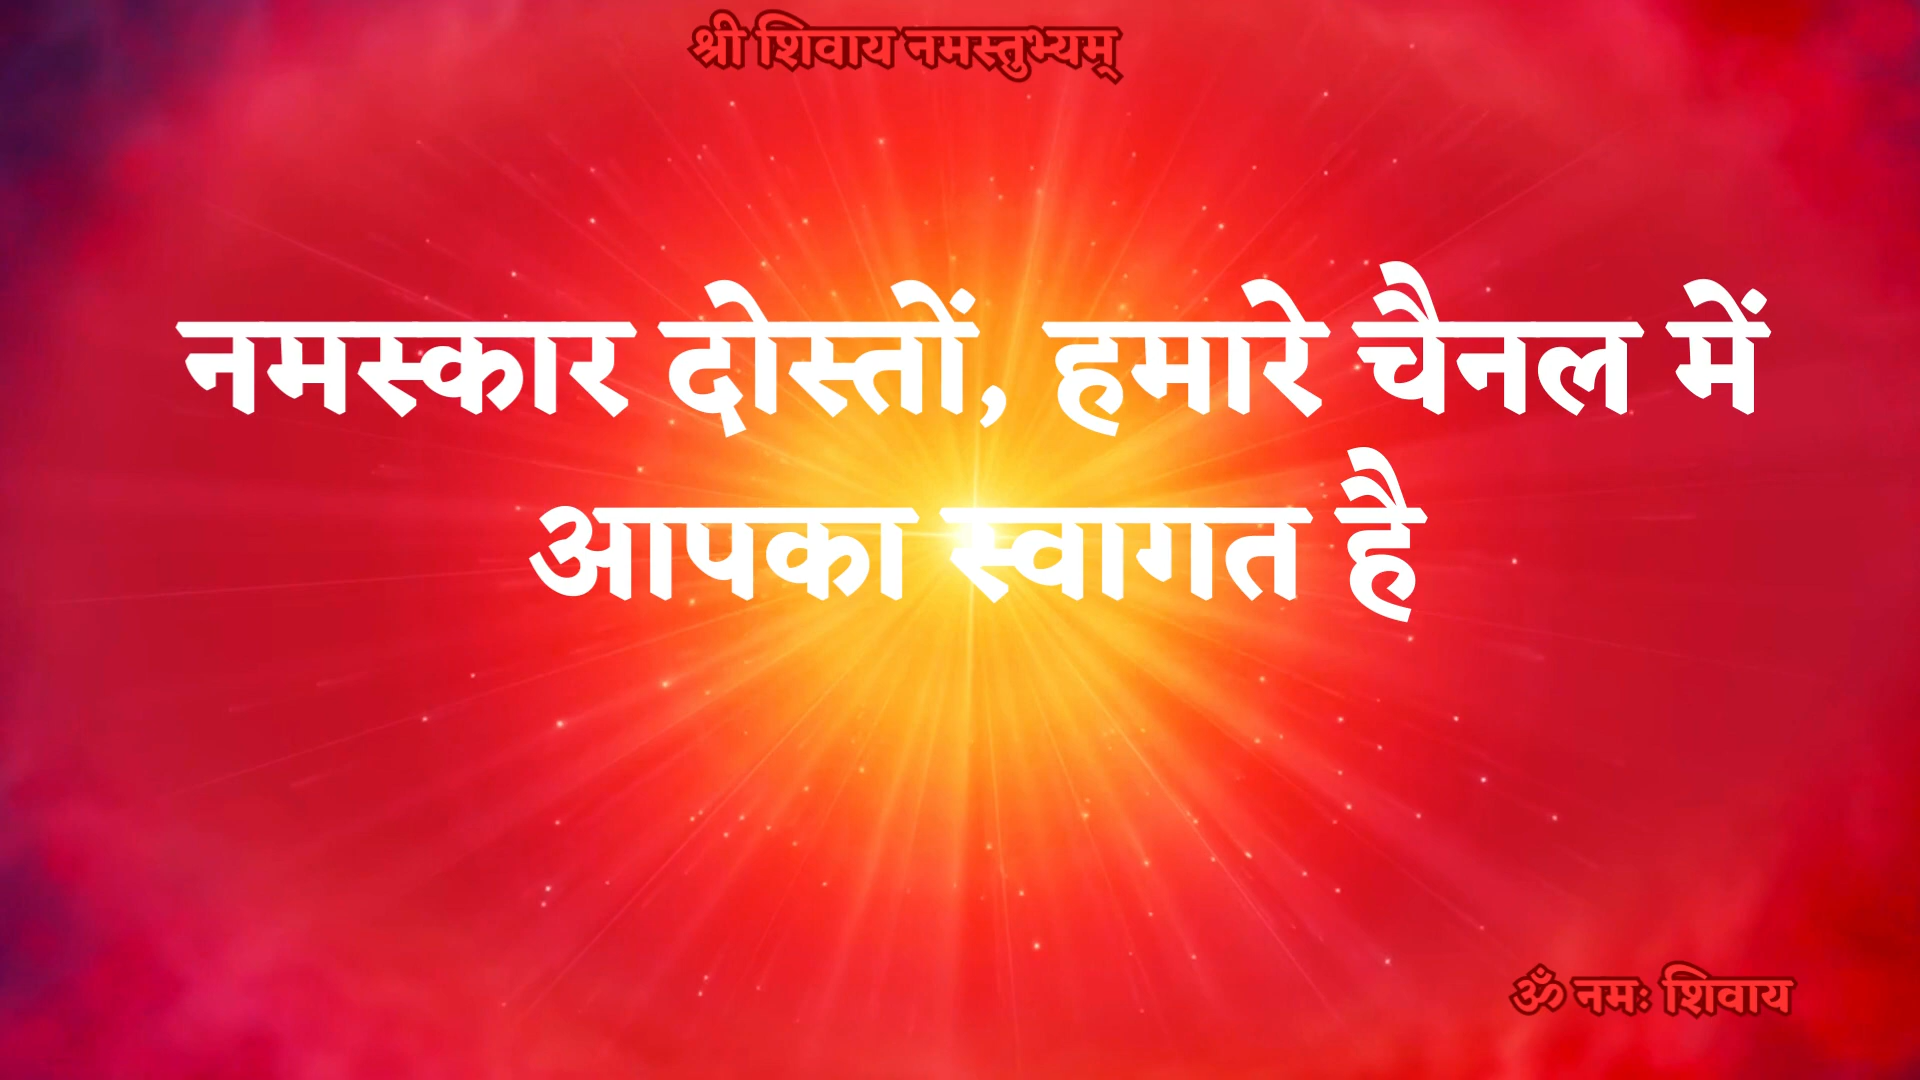 श्री शिवाय नमस्तुभ्यम्
नमस्कार दोस्तों, हमारे चैनल में
आपका स्वागत है
ॐ नमः शिवाय